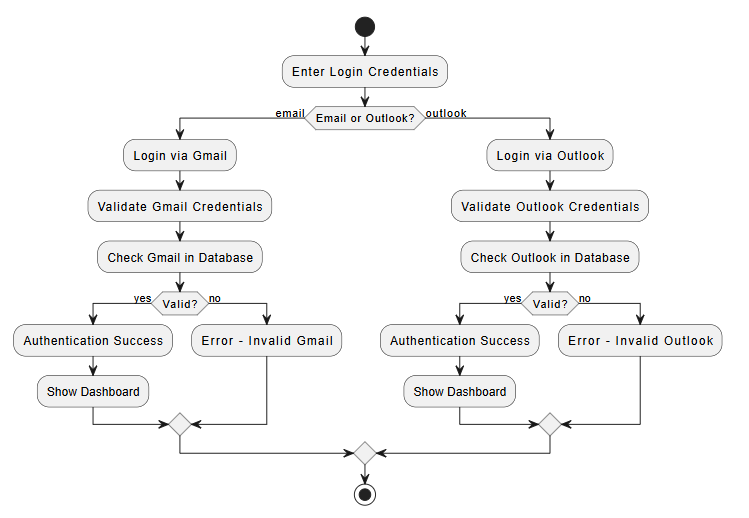 Enter Login Credentials
email
Email or Outlook?
outlook
Login via Gmail
Login via Outlook
Validate Gmail Credentials
Validate Outlook Credentials
Check Gmail in Database
Check Outlook in Database
yes
Valid?
no
yes
Valid?
no
Authentication Success
Error - Invalid Gmail
Authentication Success
Error - Invalid Outlook
Show Dashboard
Show Dashboard